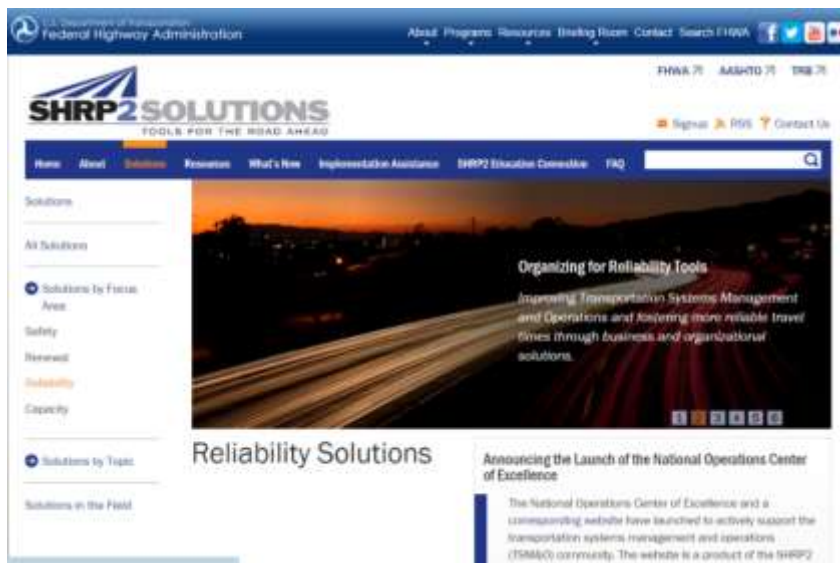 U.S. Department of Transportation
Federal Highway Administration
About Programs Resources Briefing Room Contact Search FHWA
FHWA AASHTO TRB
SHRP2SOLUTIONS
TOOLS FOR THE ROAD AHEAD
Signup RSS Contact Us
Home About Solutions Resources What's New Implementation Assistance SHRP2 Education Connection FAQ
Solutions
All Solutions
Solutions by Focus
Area
Safety
Renewal
Reliability
Capacity
Solutions by Topic
Solutions in the Field
Organizing for Reliability Tools
Improving Transportation Systems Management
and Operations and fostering more reliable travel
times through business and organizational
solutions.
1 2 3 4 5 6
Reliability Solutions
Announcing the Launch of the National Operations Center
of Excellence
The National Operations Center of Excellence and a
corresponding website have launched to actively support the
transportation systems management and operations
(TSM&O) community. The website is a product of the SHRP2